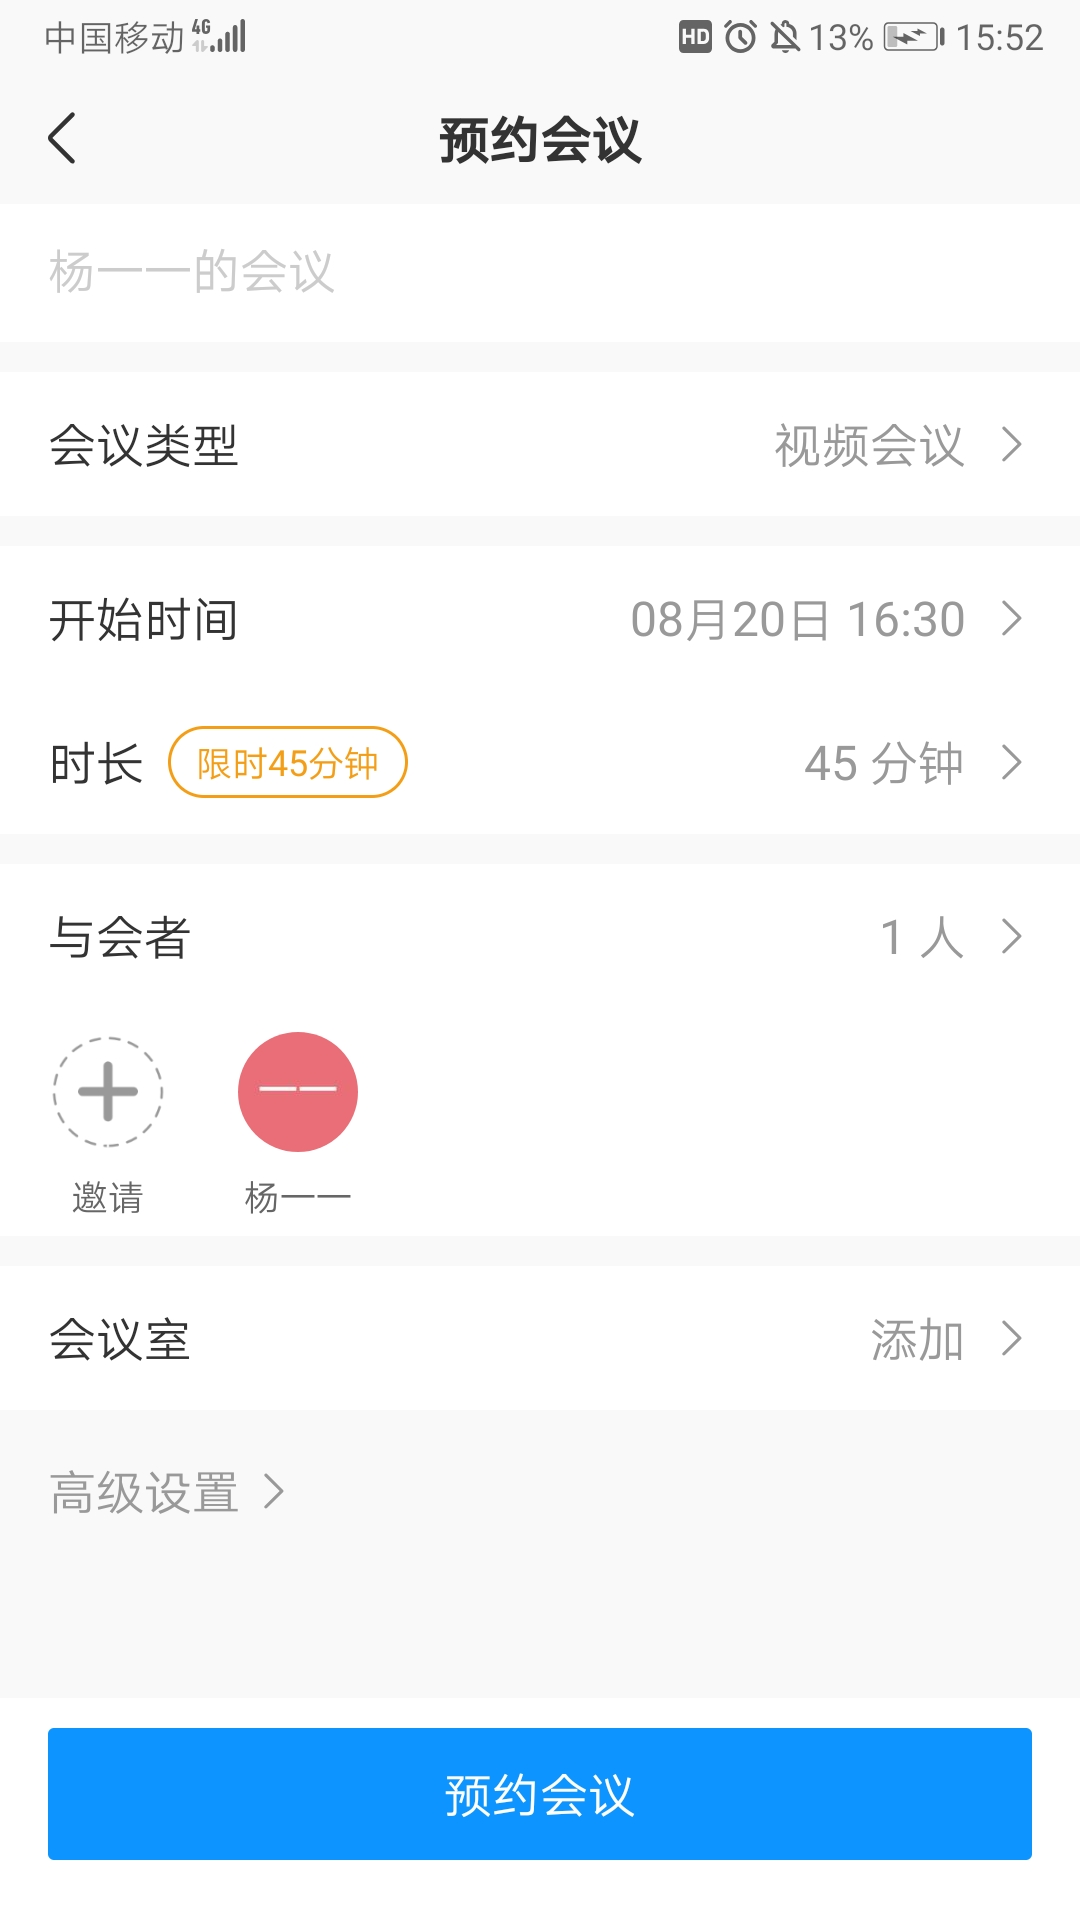 中国移动 4G HD 13% 15:52
预约会议
杨一一的会议
会议类型 视频会议
开始时间 08月20日 16:30
时长 限时45分钟 45 分钟
与会者 1 人
一一
邀请 杨一一
会议室 添加
高级设置
预约会议